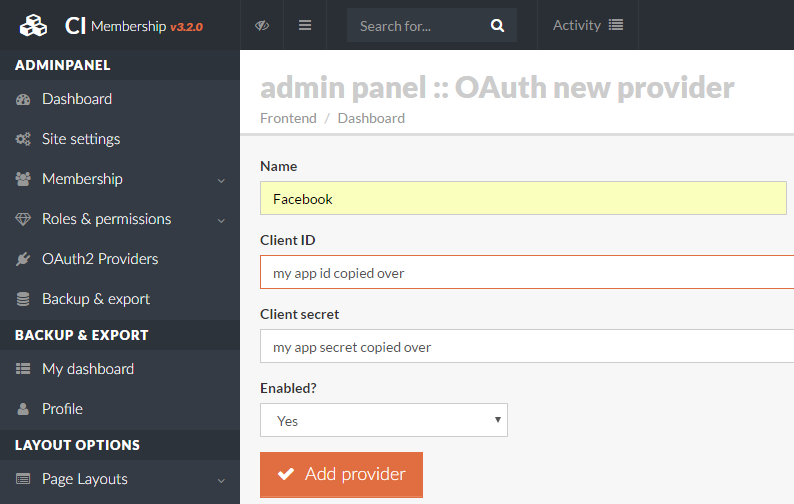 CI Membership v3.2.0
Search for...
Activity
ADMINPANEL
Dashboard
Site settings
Membership
Roles & permissions
OAuth2 Providers
Backup & export
BACKUP & EXPORT
My dashboard
Profile
LAYOUT OPTIONS
Page Layouts
admin panel :: OAuth new provider
Frontend / Dashboard
Name
Facebook
Client ID
my app id copied over
Client secret
my app secret copied over
Enabled?
Yes
Add provider